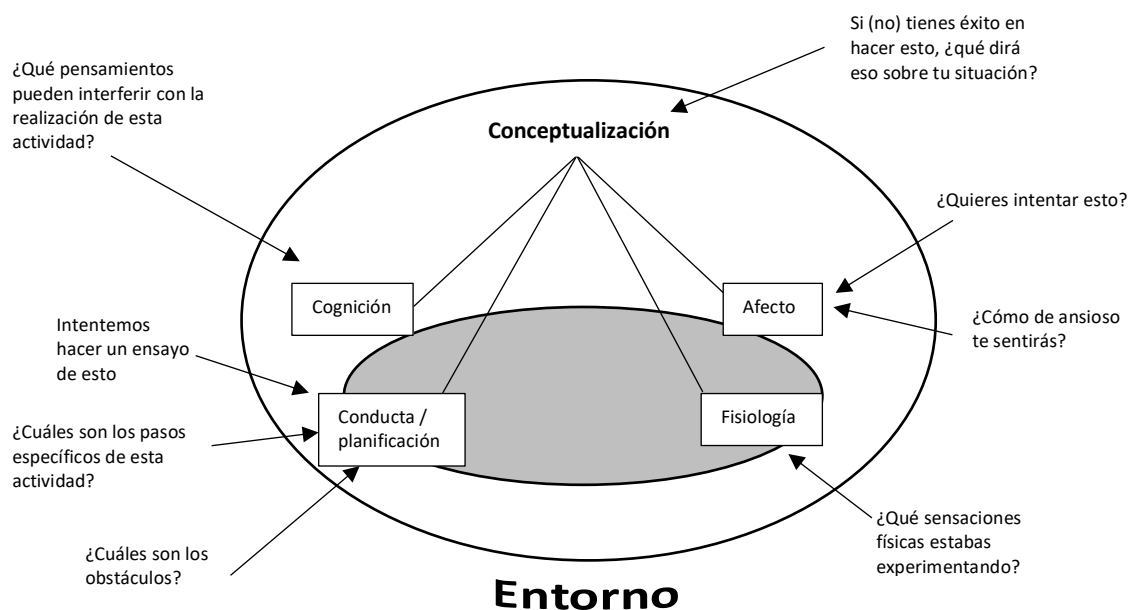 Si (no) tienes éxito en
hacer esto, ¿qué dirá
eso sobre tu situación?
¿Qué pensamientos
pueden interferir con la
realización de esta
actividad?
Conceptualización
¿Quieres intentar esto?
Cognición
Afecto
Intentemos
hacer un ensayo
de esto
¿Cómo de ansioso
te sentirás?
Conducta /
planificación
Fisiología
¿Cuáles son los pasos
específicos de esta
actividad?
¿Qué sensaciones
físicas estabas
experimentando?
¿Cuáles son los
obstáculos?
Entorno